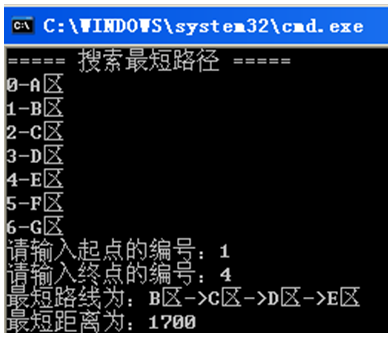 C:\WINDOWS\system32\cmd.exe
===== 搜索最短路径 =====
0-A区
1-B区
2-C区
3-D区
4-E区
5-F区
6-G区
请输入起点的编号：1
请输入终点的编号：4
最短路线为：B区->C区->D区->E区
最短距离为：1700